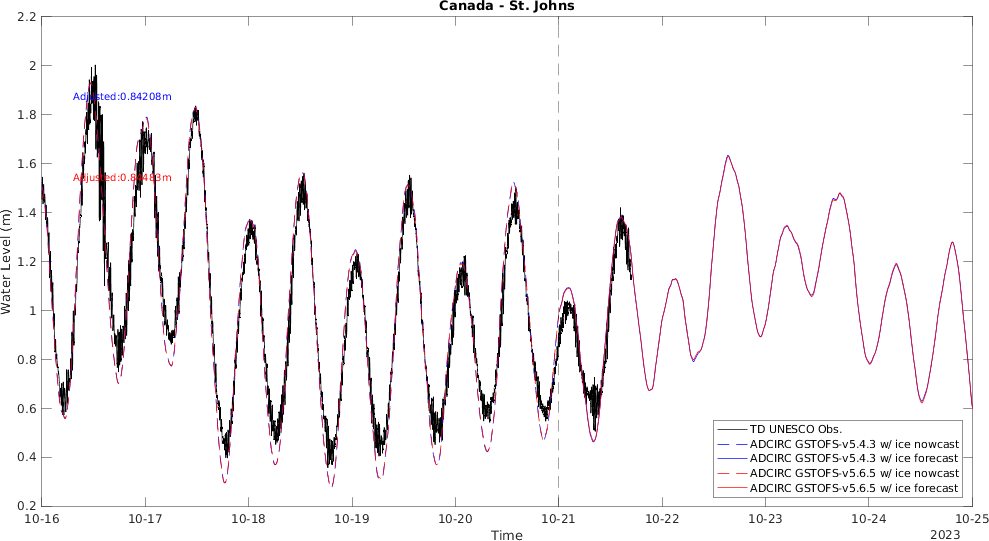 Canada - St. Johns
2.2
2
1.8
1.6
1.4
1.2
1
0.8
0.6
0.4
0.2
Water Level (m)
Adjusted:0.84208m
TD UNESCO Obs.
ADCIRC GSTOFS-v5.4.3 w/ ice nowcast
ADCIRC GSTOFS-v5.4.3 w/ ice forecast
ADCIRC GSTOFS-v5.6.5 w/ ice nowcast
ADCIRC GSTOFS-v5.6.5 w/ ice forecast
10-16 10-17 10-18 10-19 10-20 10-21 10-22 10-23 10-24 10-25
Time
2023